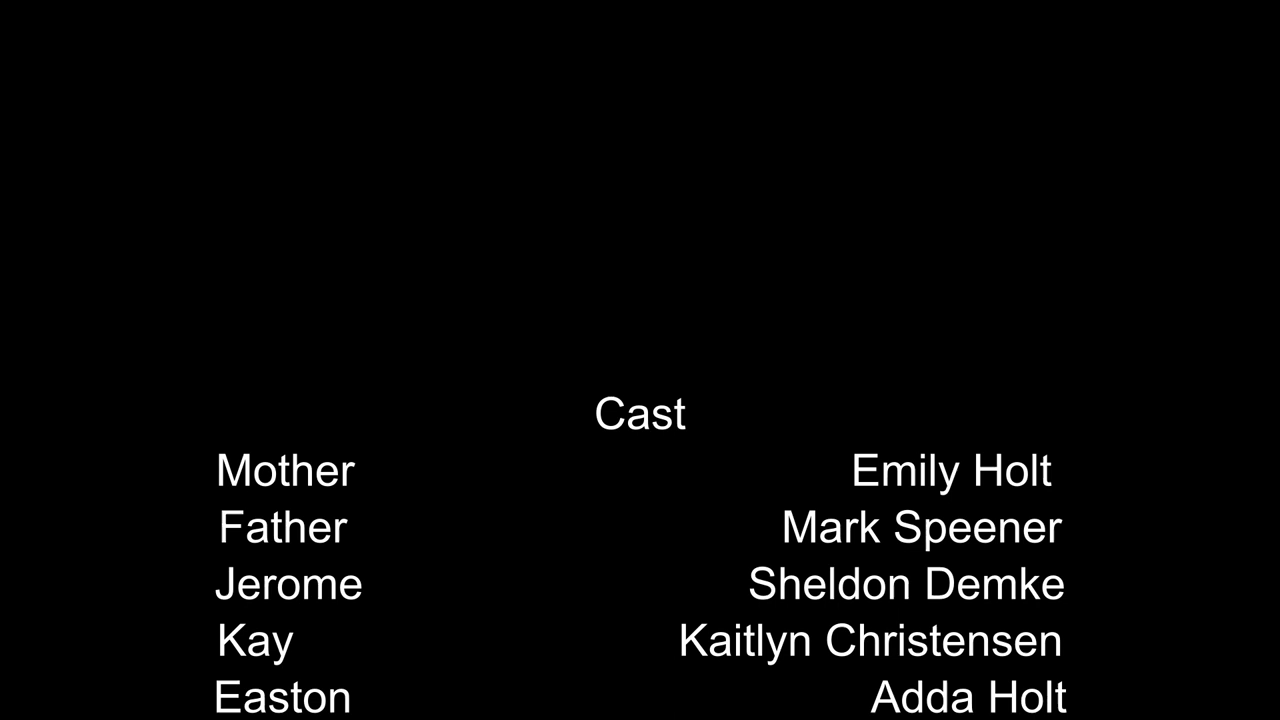 Cast
Mother Emily Holt
Father Mark Speener
Jerome Sheldon Demke
Kay Kaitlyn Christensen
Easton Adda Holt